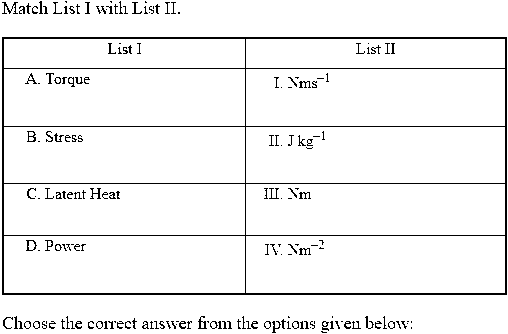 Match List I with List II.
List I List II
A. Torque I. Nms⁻¹
B. Stress II. J kg⁻¹
C. Latent Heat III. Nm
D. Power IV. Nm⁻²
Choose the correct answer from the options given below: